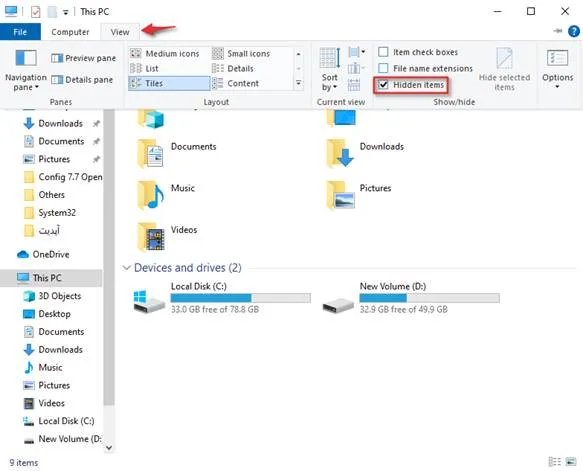 This PC
File Computer View
Navigation pane
Preview pane
Details pane
Panes
Medium icons Small icons
List Details
Tiles Content
Layout
Sort by
Current view
Item check boxes
File name extensions
Hidden items
Hide selected items
Show/hide
Options
Downloads
Documents
Pictures
Config 7.7 Open
Others
System32
آپدیت
OneDrive
This PC
3D Objects
Desktop
Documents
Downloads
Music
Pictures
Videos
Local Disk (C:)
New Volume (D:
Documents Downloads
Music Pictures
Videos
Devices and drives (2)
Local Disk (C:)
33.0 GB free of 78.8 GB
New Volume (D:)
32.9 GB free of 49.9 GB
9 items